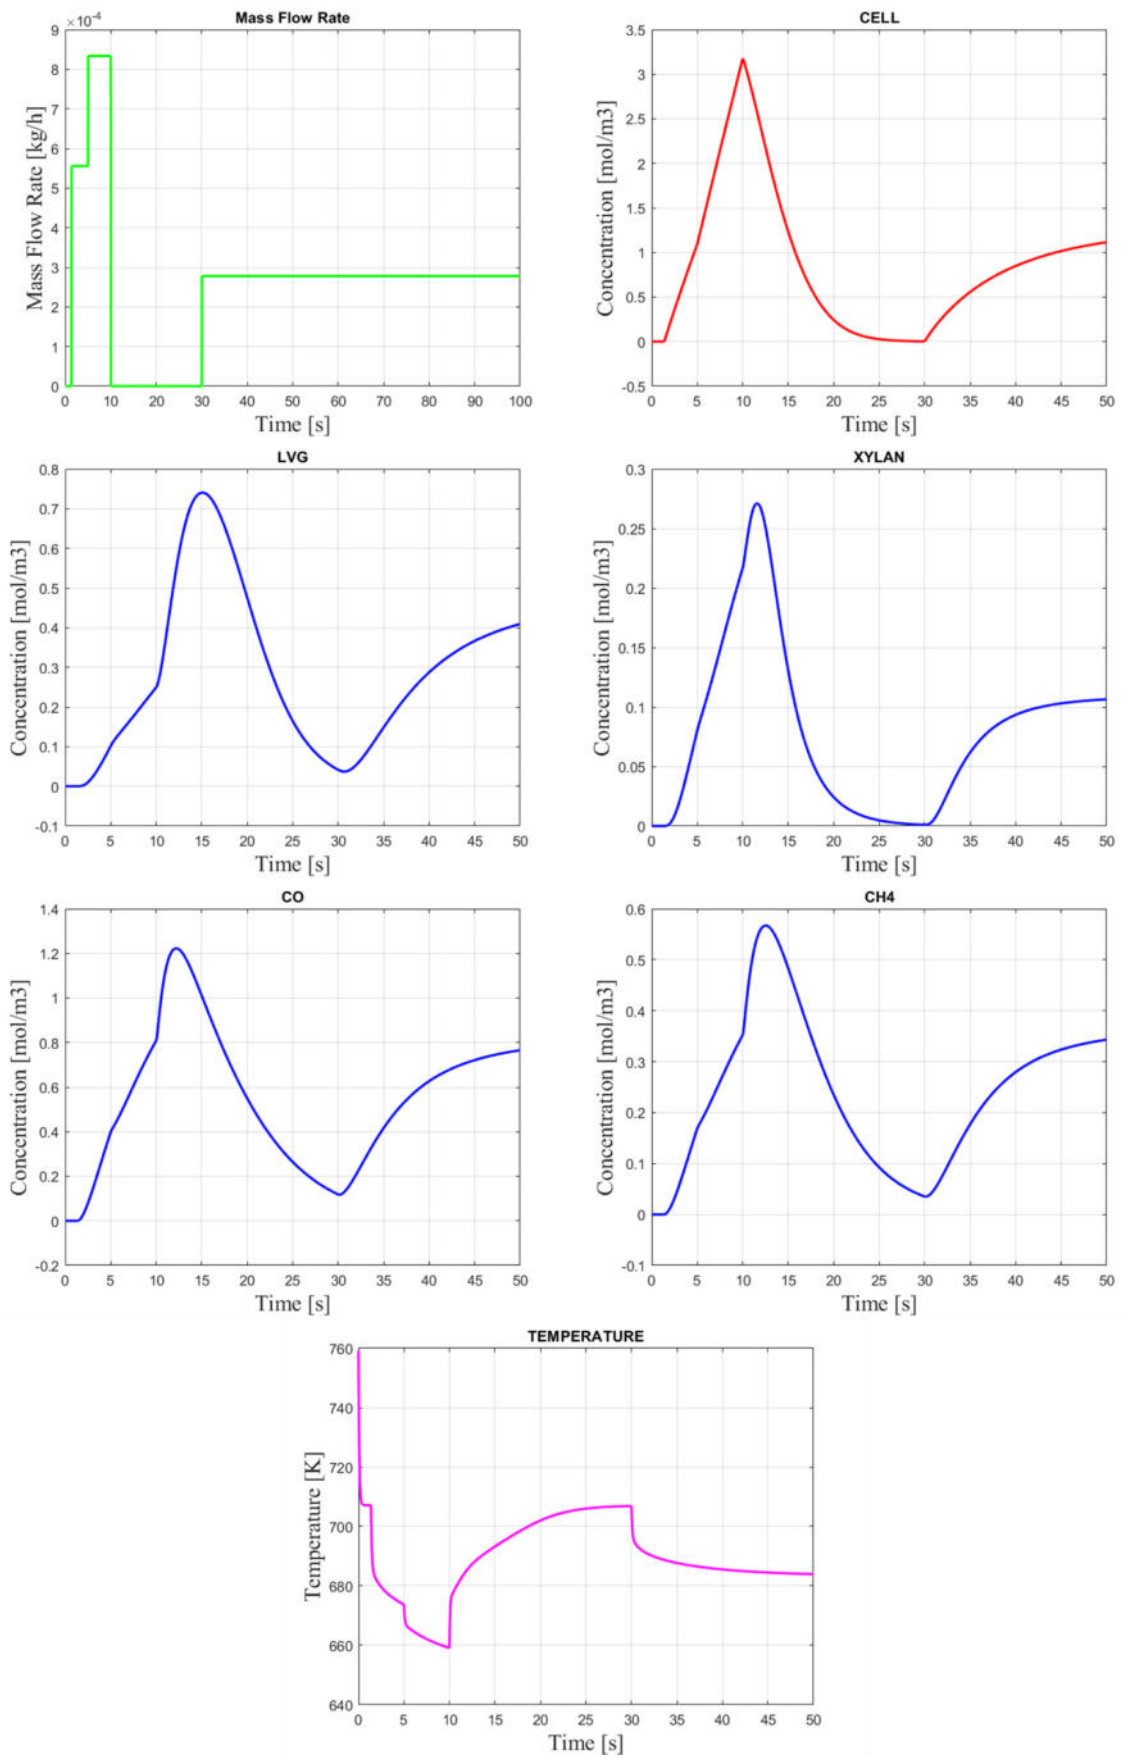 Mass Flow Rate
×10-4
9
8
7
6
5
4
3
2
1
0
Mass Flow Rate [kg/h]
0 10 20 30 40 50 60 70 80 90 100
Time [s]
CELL
3.5
3
2.5
2
1.5
1
0.5
0
-0.5
Concentration [mol/m3]
0 5 10 15 20 25 30 35 40 45 50
Time [s]
LVG
0.8
0.7
0.6
0.5
0.4
0.3
0.2
0.1
0
-0.1
Concentration [mol/m3]
0 5 10 15 20 25 30 35 40 45 50
Time [s]
XYLAN
0.3
0.25
0.2
0.15
0.1
0.05
0
Concentration [mol/m3]
0 5 10 15 20 25 30 35 40 45 50
Time [s]
CO
1.4
1.2
1
0.8
0.6
0.4
0.2
0
-0.2
Concentration [mol/m3]
0 5 10 15 20 25 30 35 40 45 50
Time [s]
CH4
0.6
0.5
0.4
0.3
0.2
0.1
0
-0.1
Concentration [mol/m3]
0 5 10 15 20 25 30 35 40 45 50
Time [s]
TEMPERATURE
760
740
720
700
680
660
640
Temperature [K]
0 5 10 15 20 25 30 35 40 45 50
Time [s]